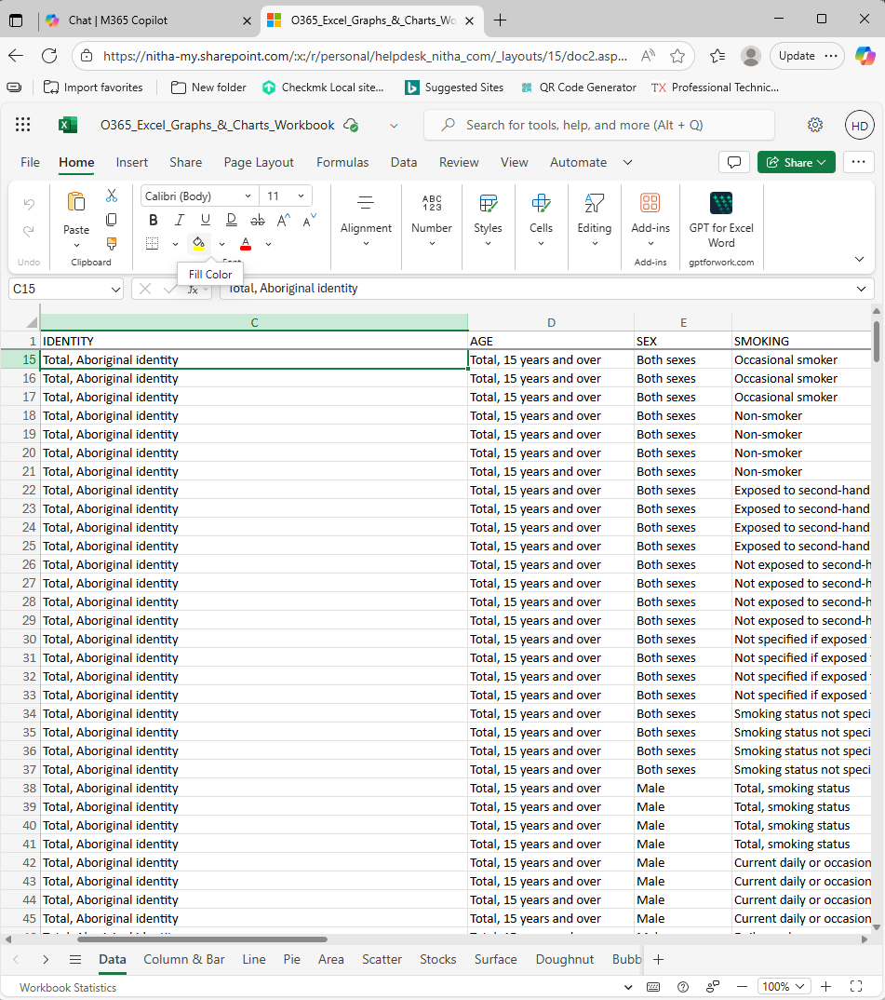 Chat | M365 Copilot
O365_Excel_Graphs_&_Charts_Wo
https://nitha-my.sharepoint.com/:x:/r/personal/helpdesk_nitha_com/_layouts/15/doc2.asp...
Update
Import favorites New folder Checkmk Local site... Suggested Sites QR Code Generator TX Professional Technic...
O365_Excel_Graphs_&_Charts_Workbook
Search for tools, help, and more (Alt + Q)
HD
File Home Insert Share Page Layout Formulas Data Review View Automate
Share
Calibri (Body) 11
Paste
Undo
Clipboard
Alignment
ABC
123
Number
Styles
Cells
Editing
Add-ins
Add-ins
GPT for Excel
Word
gptforwork.com
Fill Color
C15 Total, Aboriginal identity
C D E
1 IDENTITY AGE SEX SMOKING
15 Total, Aboriginal identity Total, 15 years and over Both sexes Occasional smoker
16 Total, Aboriginal identity Total, 15 years and over Both sexes Occasional smoker
17 Total, Aboriginal identity Total, 15 years and over Both sexes Occasional smoker
18 Total, Aboriginal identity Total, 15 years and over Both sexes Non-smoker
19 Total, Aboriginal identity Total, 15 years and over Both sexes Non-smoker
20 Total, Aboriginal identity Total, 15 years and over Both sexes Non-smoker
21 Total, Aboriginal identity Total, 15 years and over Both sexes Non-smoker
22 Total, Aboriginal identity Total, 15 years and over Both sexes Exposed to second-hand
23 Total, Aboriginal identity Total, 15 years and over Both sexes Exposed to second-hand
24 Total, Aboriginal identity Total, 15 years and over Both sexes Exposed to second-hand
25 Total, Aboriginal identity Total, 15 years and over Both sexes Exposed to second-hand
26 Total, Aboriginal identity Total, 15 years and over Both sexes Not exposed to second-h
27 Total, Aboriginal identity Total, 15 years and over Both sexes Not exposed to second-h
28 Total, Aboriginal identity Total, 15 years and over Both sexes Not exposed to second-h
29 Total, Aboriginal identity Total, 15 years and over Both sexes Not exposed to second-h
30 Total, Aboriginal identity Total, 15 years and over Both sexes Not specified if exposed
31 Total, Aboriginal identity Total, 15 years and over Both sexes Not specified if exposed
32 Total, Aboriginal identity Total, 15 years and over Both sexes Not specified if exposed
33 Total, Aboriginal identity Total, 15 years and over Both sexes Not specified if exposed
34 Total, Aboriginal identity Total, 15 years and over Both sexes Smoking status not speci
35 Total, Aboriginal identity Total, 15 years and over Both sexes Smoking status not speci
36 Total, Aboriginal identity Total, 15 years and over Both sexes Smoking status not speci
37 Total, Aboriginal identity Total, 15 years and over Both sexes Smoking status not speci
38 Total, Aboriginal identity Total, 15 years and over Male Total, smoking status
39 Total, Aboriginal identity Total, 15 years and over Male Total, smoking status
40 Total, Aboriginal identity Total, 15 years and over Male Total, smoking status
41 Total, Aboriginal identity Total, 15 years and over Male Total, smoking status
42 Total, Aboriginal identity Total, 15 years and over Male Current daily or occasion
43 Total, Aboriginal identity Total, 15 years and over Male Current daily or occasion
44 Total, Aboriginal identity Total, 15 years and over Male Current daily or occasion
45 Total, Aboriginal identity Total, 15 years and over Male Current daily or occasion
Data Column & Bar Line Pie Area Scatter Stocks Surface Doughnut Bubb
Workbook Statistics 100%